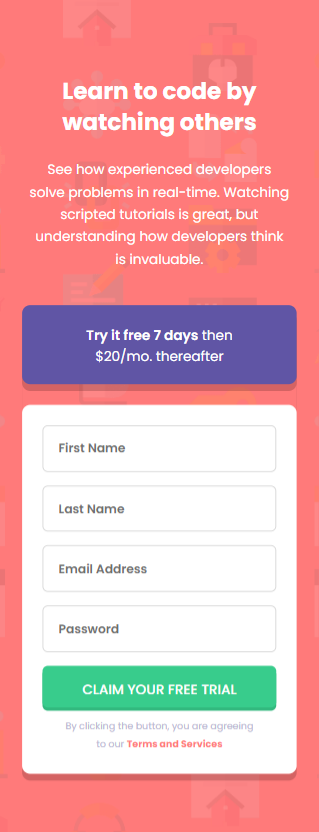 Learn to code by
watching others
See how experienced developers
solve problems in real-time. Watching
scripted tutorials is great, but
understanding how developers think
is invaluable.
Try it free 7 days then
$20/mo. thereafter
First Name
Last Name
Email Address
Password
CLAIM YOUR FREE TRIAL
By clicking the button, you are agreeing
to our Terms and Services